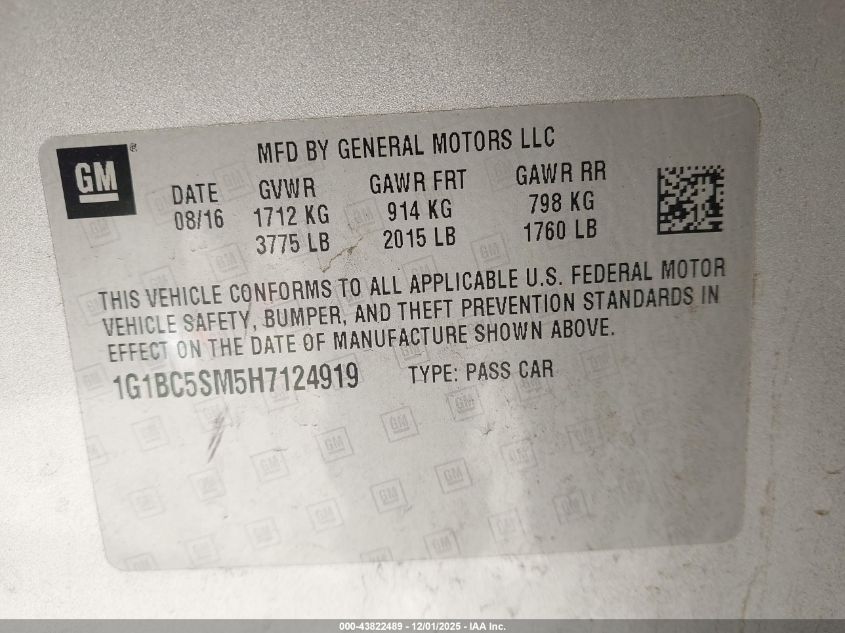 GM®
MFD BY GENERAL MOTORS LLC
DATE GVWR GAWR FRT GAWR RR
08/16 1712 KG 914 KG 798 KG
3775 LB 2015 LB 1760 LB
THIS VEHICLE CONFORMS TO ALL APPLICABLE U.S. FEDERAL MOTOR
VEHICLE SAFETY, BUMPER, AND THEFT PREVENTION STANDARDS IN
EFFECT ON THE DATE OF MANUFACTURE SHOWN ABOVE.
1G1BC5SM5H7124919 TYPE: PASS CAR
000-43822489 - 12/01/2025 - IAA Inc.